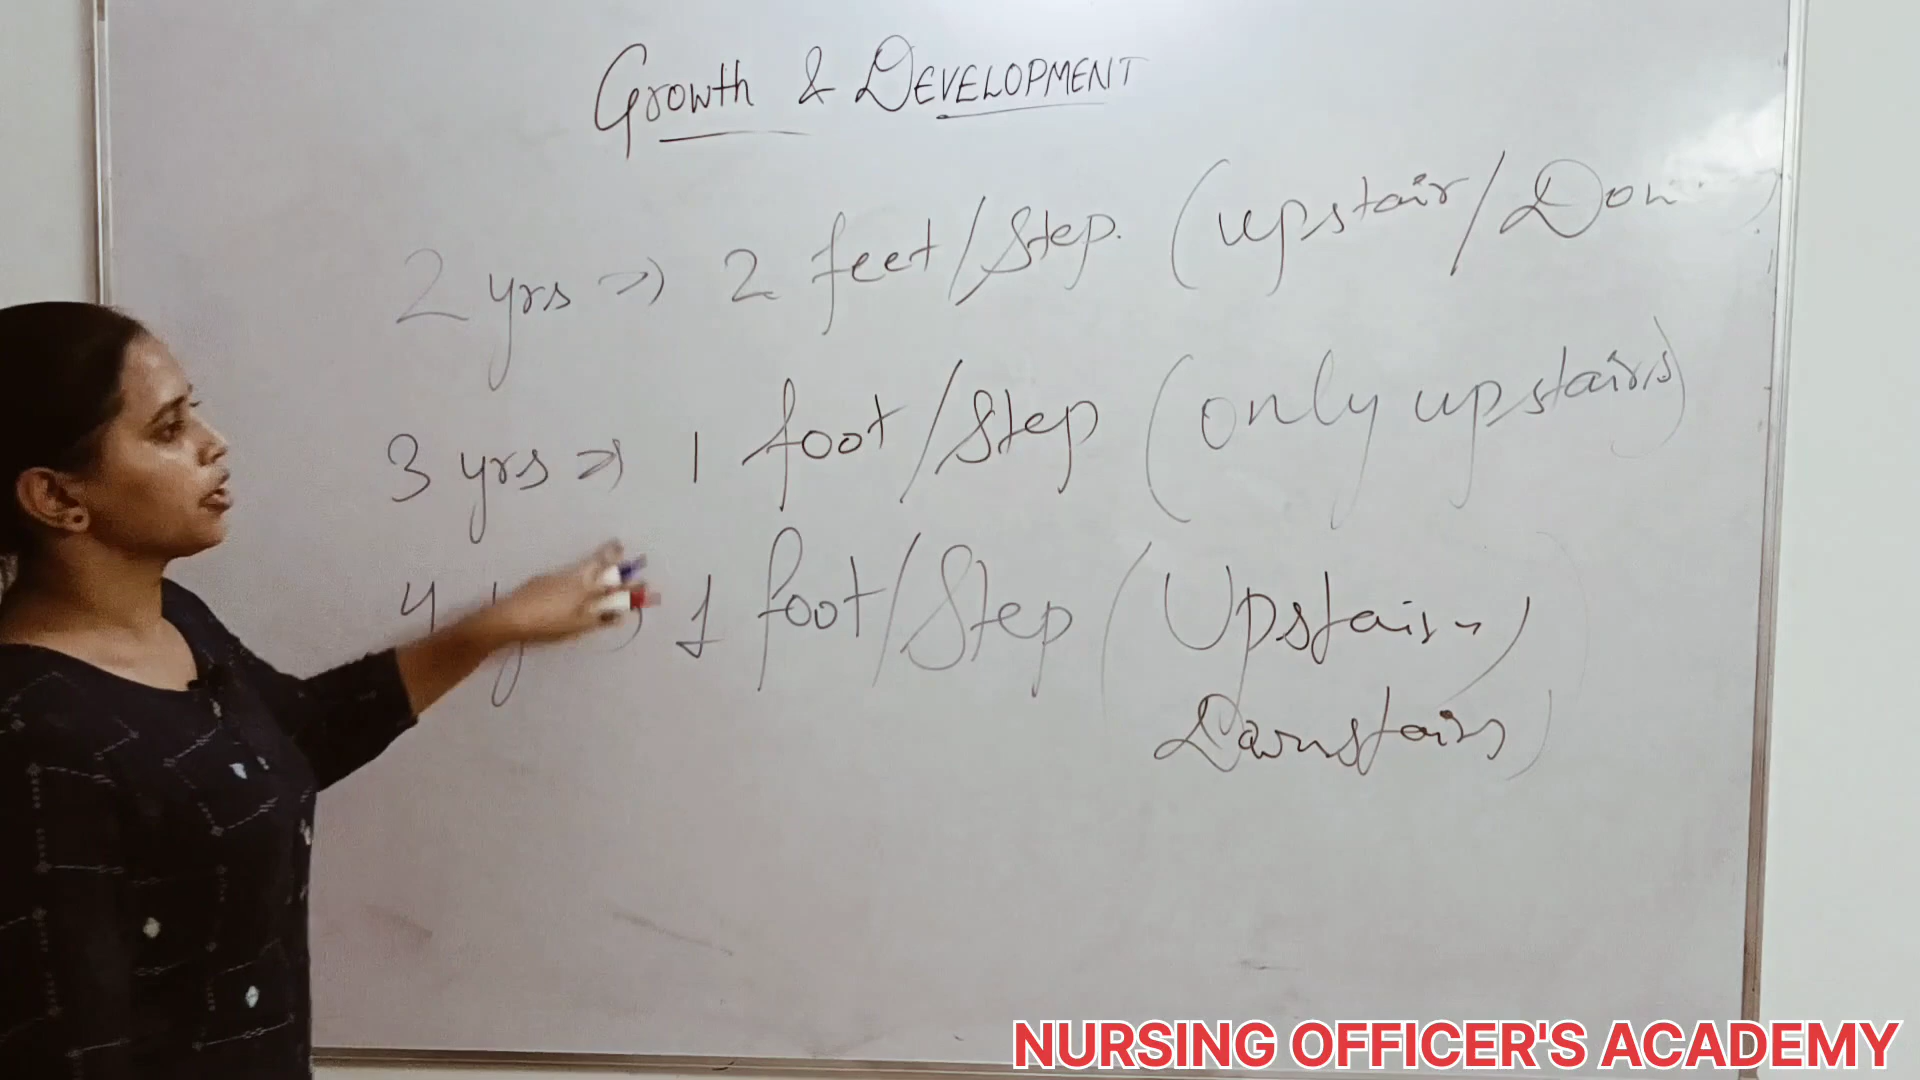 Growth & DEVELOPMENT
2 yrs => 2 feet/Step. (upstair/Down)
3 yrs => 1 foot/Step (only upstairs)
4 1 foot/Step (Upstairs,
Downstairs)
NURSING OFFICER'S ACADEMY